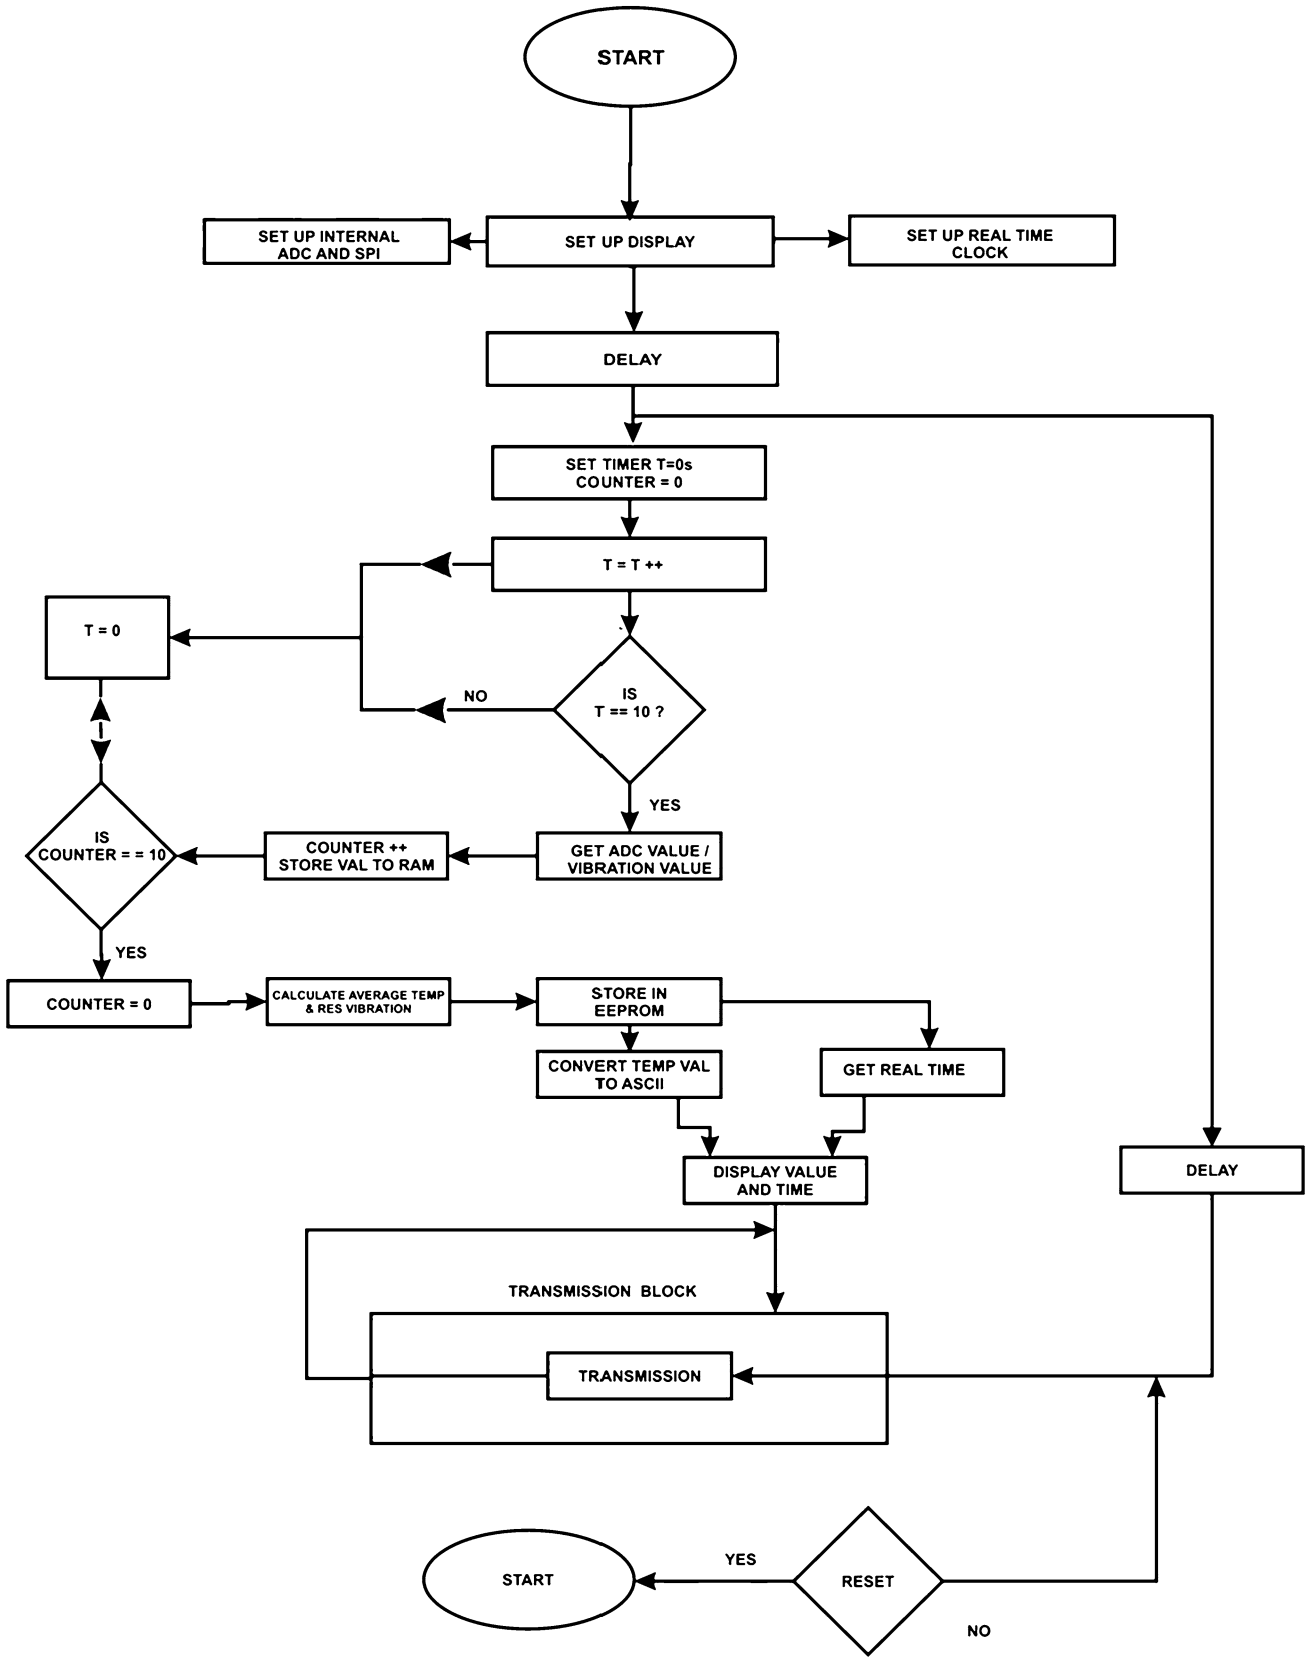 START
SET UP INTERNAL
ADC AND SPI
SET UP DISPLAY
SET UP REAL TIME
CLOCK
DELAY
SET TIMER T=0s
COUNTER = 0
T = T ++
T = 0
IS
T == 10 ?
NO
YES
IS
COUNTER = = 10
COUNTER ++
STORE VAL TO RAM
GET ADC VALUE /
VIBRATION VALUE
YES
COUNTER = 0
CALCULATE AVERAGE TEMP
& RES VIBRATION
STORE IN
EEPROM
CONVERT TEMP VAL
TO ASCII
GET REAL TIME
DISPLAY VALUE
AND TIME
DELAY
TRANSMISSION BLOCK
TRANSMISSION
START
YES
RESET
NO